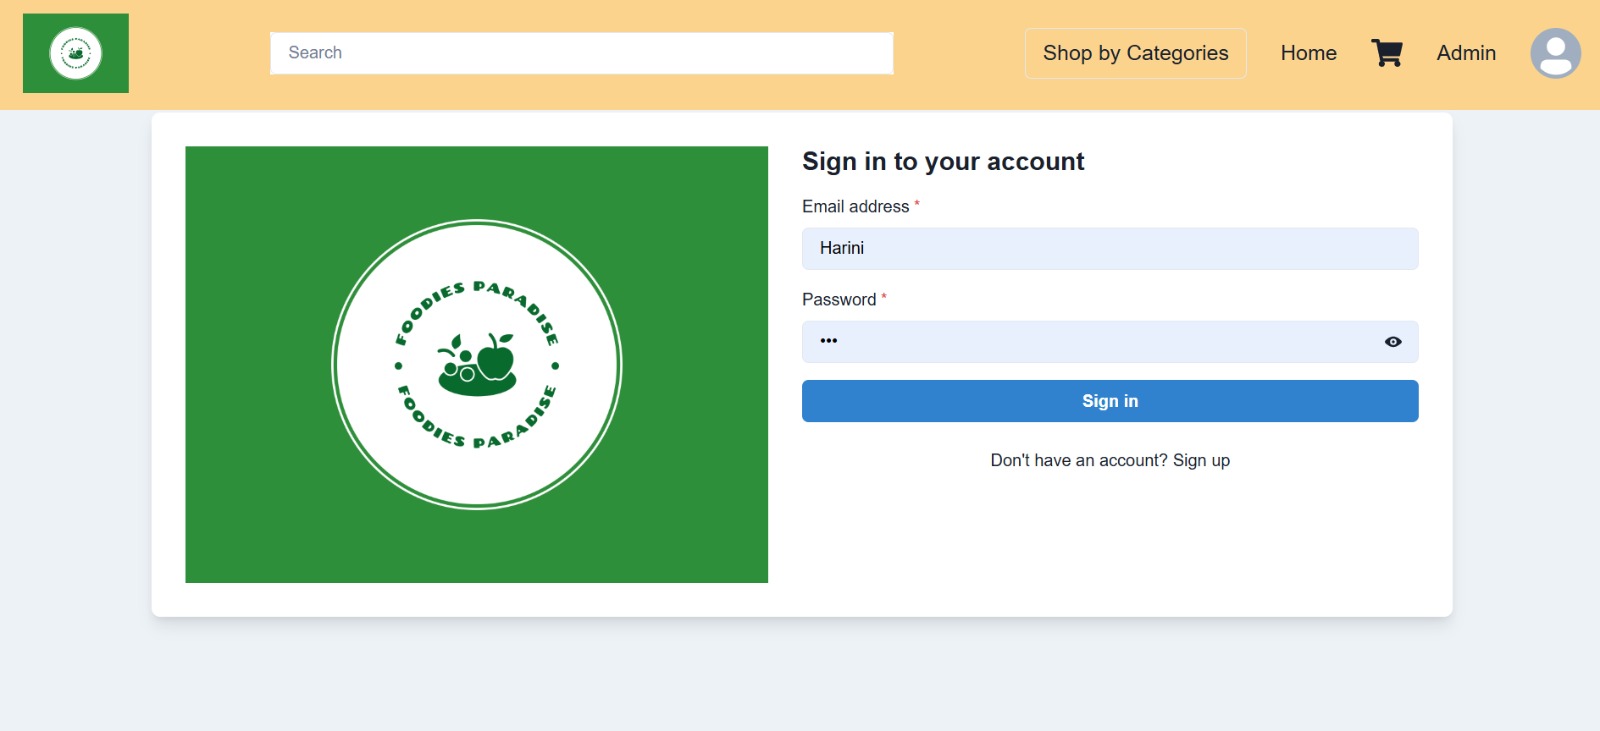 Search
Shop by Categories
Home
Admin
FOODIES PARADISE
FOODIES PARADISE
Sign in to your account
Email address *
Harini
Password *
•••
Sign in
Don't have an account? Sign up